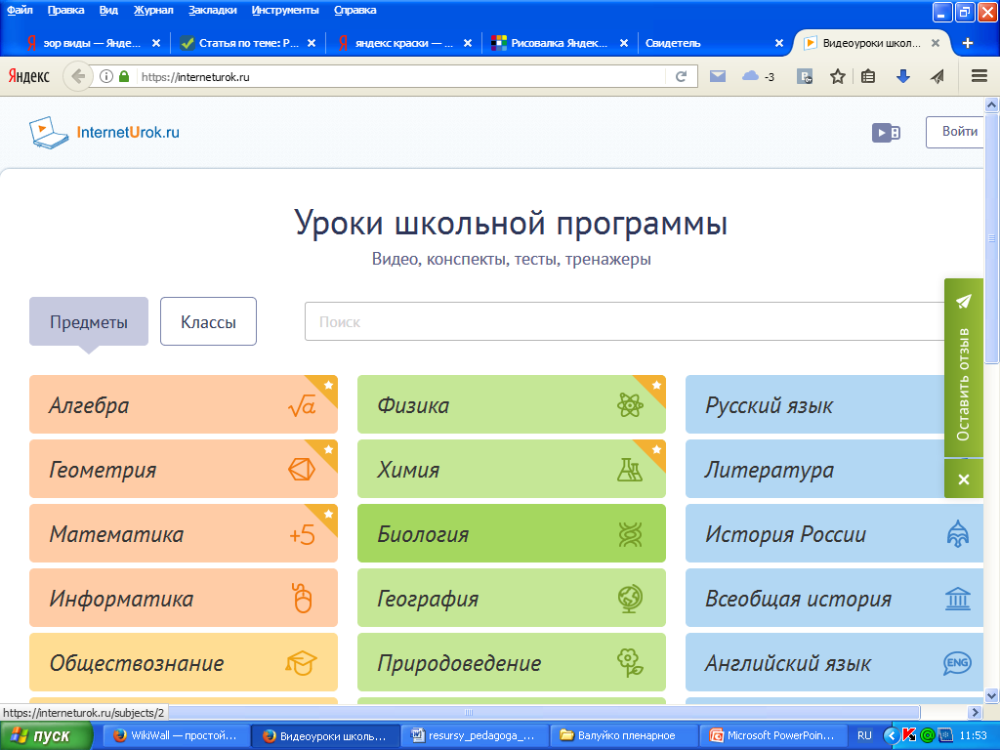 Файл Правка Вид Журнал Закладки Инструменты Справка
Я зор виды — Яндe... Статья по теме: Р... Я яндекс краски — ... Рисовалка Яндекс... Свидетель Видеоуроки школ...
Яндекс https://interneturok.ru -3
InternetUrok.ru Войти
Уроки школьной программы
Видео, конспекты, тесты, тренажеры
Предметы Классы Поиск
Оставить отзыв
Алгебра √a Физика Русский язык
Геометрия Химия Литература
Математика +5 Биология История России
Информатика География Всеобщая история
Обществознание Природоведение Английский язык ENG
https://interneturok.ru/subjects/2
пуск WikiWall — простой... Видеоуроки школь... resursy_pedagoga_... Валуйко пленарное Microsoft PowerPoin... RU 11:53